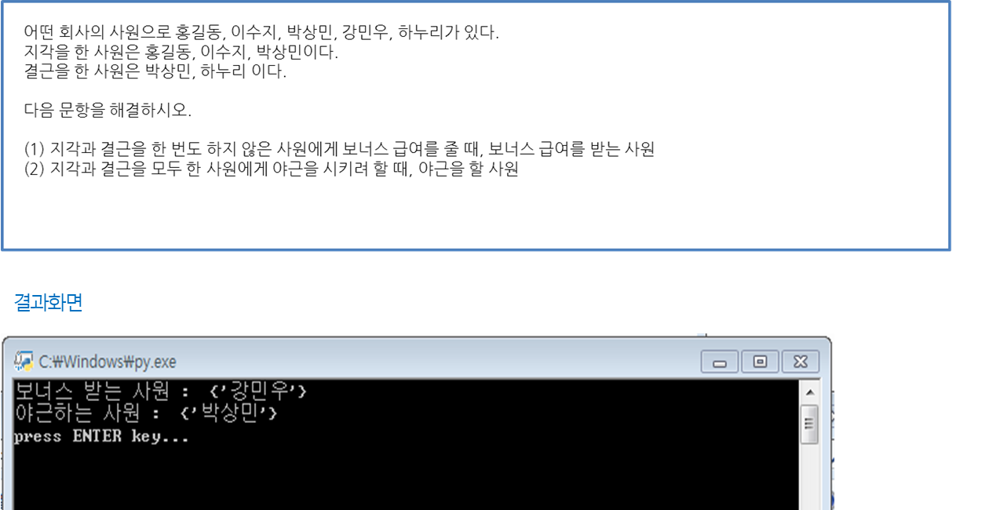 어떤 회사의 사원으로 홍길동, 이수지, 박상민, 강민우, 하누리가 있다.
지각을 한 사원은 홍길동, 이수지, 박상민이다.
결근을 한 사원은 박상민, 하누리 이다.
다음 문항을 해결하시오.
(1) 지각과 결근을 한 번도 하지 않은 사원에게 보너스 급여를 줄 때, 보너스 급여를 받는 사원
(2) 지각과 결근을 모두 한 사원에게 야근을 시키려 할 때, 야근을 할 사원
결과화면
C:₩Windows₩py.exe
보너스 받는 사원 : {'강민우'}
야근하는 사원 : {'박상민'}
press ENTER key...